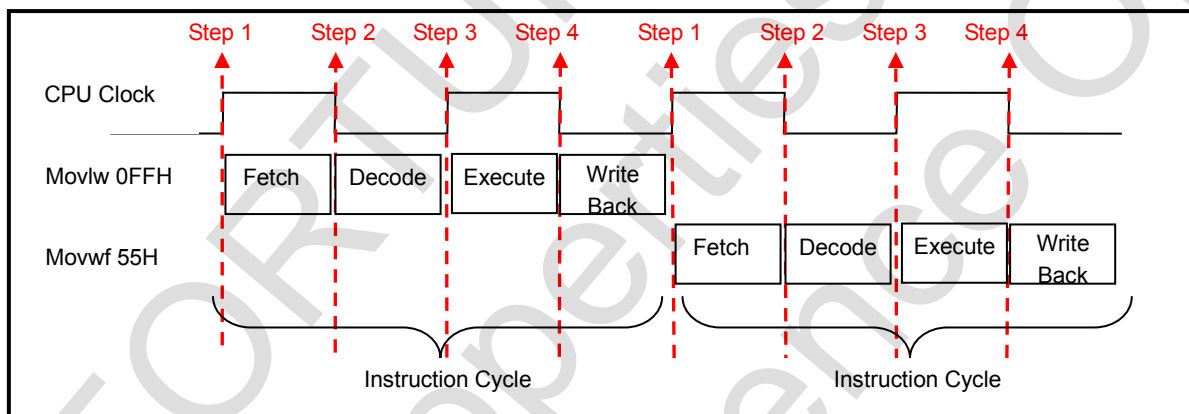 Step 1 Step 2 Step 3 Step 4 Step 1 Step 2 Step 3 Step 4
CPU Clock
Movlw 0FFH Fetch Decode Execute Write Back
Movwf 55H Fetch Decode Execute Write Back
Instruction Cycle Instruction Cycle